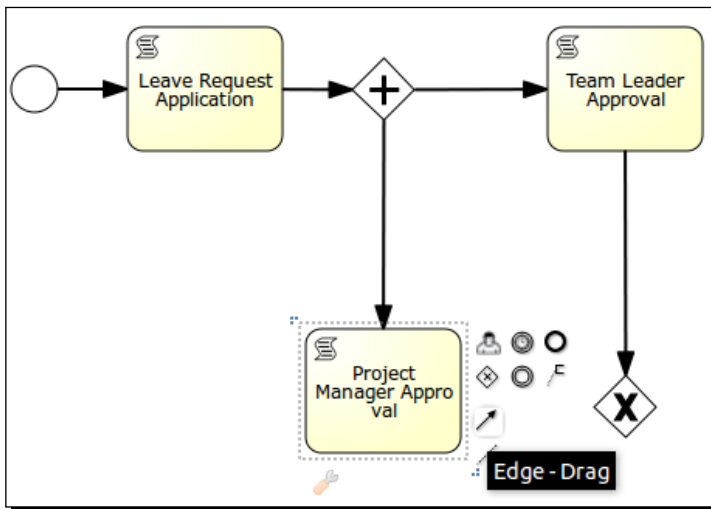 Leave Request
Application
Team Leader
Approval
Project
Manager Appro
val
Edge - Drag